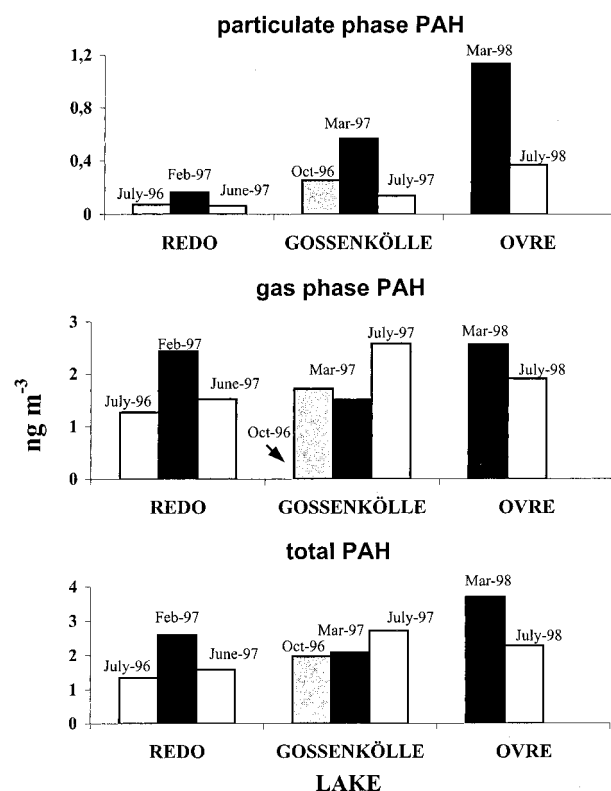 particulate phase PAH
Mar-98
1,2
0,8
Mar-97
0,4
Feb-97
Oct-96
July-98
July-96
June-97
July-97
0
REDO GOSSENKÖLLE OVRE
gas phase PAH
ng m-3
3
Feb-97
July-97
Mar-98
2
July-96
June-97
Mar-97
July-98
1
Oct-96
0
REDO GOSSENKÖLLE OVRE
total PAH
4
Mar-98
3
Feb-97
July-97
2
July-96
June-97
Oct-96
Mar-97
July-98
1
0
REDO GOSSENKÖLLE OVRE
LAKE